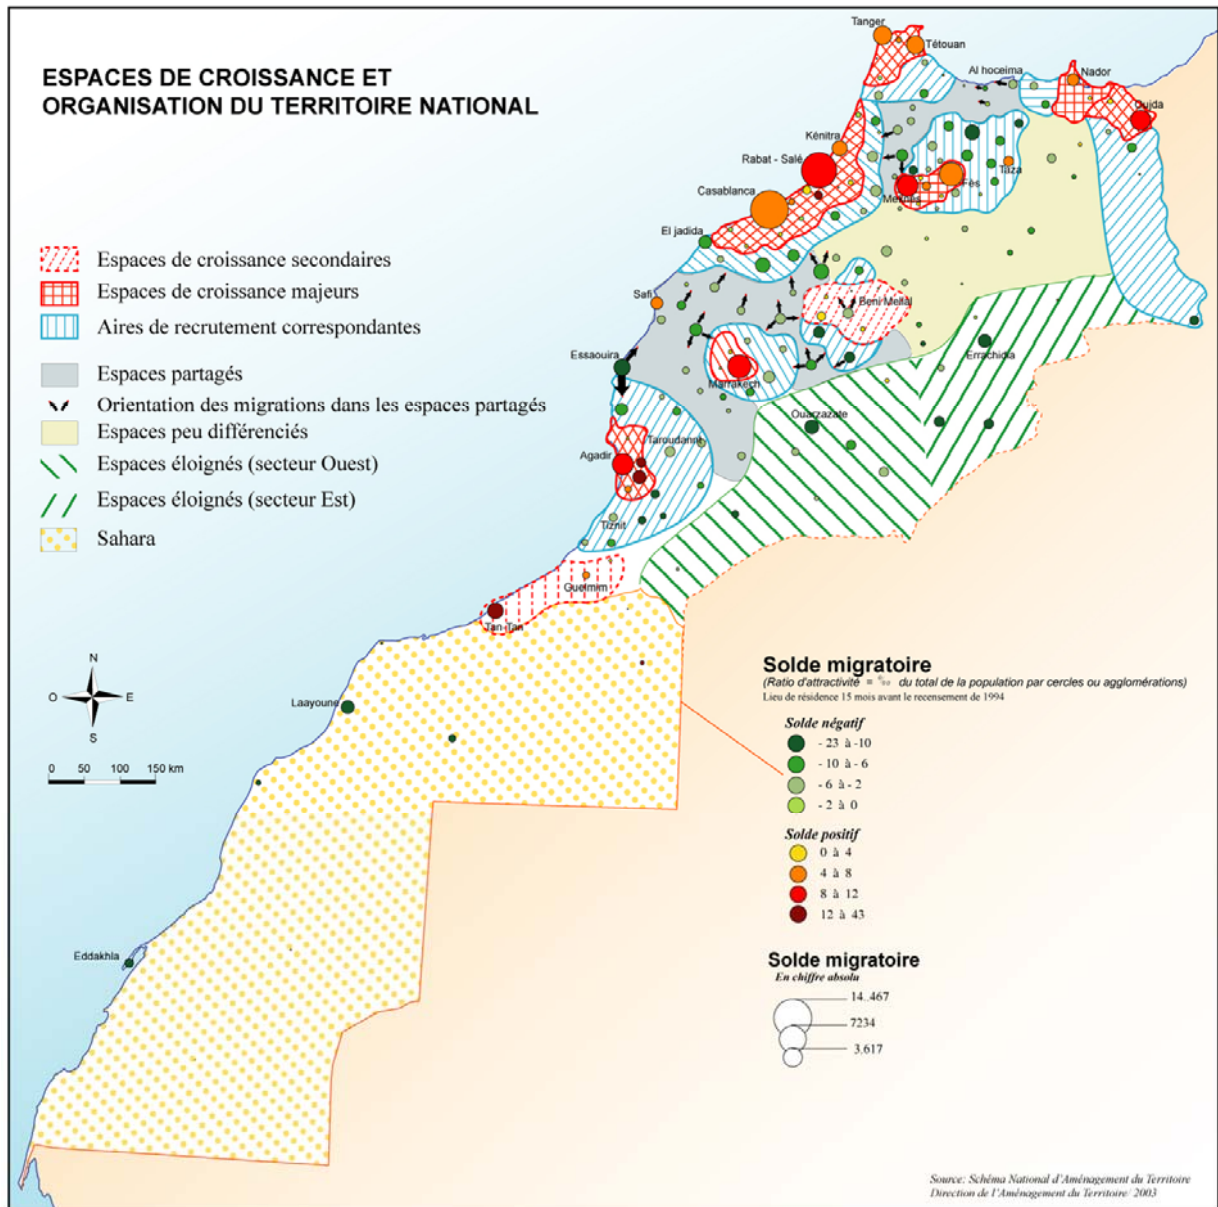 ESPACES DE CROISSANCE ET
ORGANISATION DU TERRITOIRE NATIONAL
Tanger
Tétouan
Al hoceima
Nador
Oujda
Kénitra
Rabat - Salé
Taza
Fès
Meknès
Casablanca
El jadida
Safi
Beni Mellal
Essaouira
Errachidia
Marrakech
Ouarzazate
Taroudannt
Agadir
Tiznit
Guelmim
Tan-Tan
Laayoune
Eddakhla
Espaces de croissance secondaires
Espaces de croissance majeurs
Aires de recrutement correspondantes
Espaces partagés
Orientation des migrations dans les espaces partagés
Espaces peu différenciés
Espaces éloignés (secteur Ouest)
Espaces éloignés (secteur Est)
Sahara
N
O E
S
0 50 100 150 km
Solde migratoire
(Ratio d'attractivité = °/oo du total de la population par cercles ou agglomérations)
Lieu de résidence 15 mois avant le recensement de 1994
Solde négatif
- 23 à -10
- 10 à - 6
- 6 à - 2
- 2 à 0
Solde positif
0 à 4
4 à 8
8 à 12
12 à 43
Solde migratoire
En chiffre absolu
14..467
7234
3.617
Source: Schéma National d'Aménagement du Territoire
Direction de l'Aménagement du Territoire/ 2003